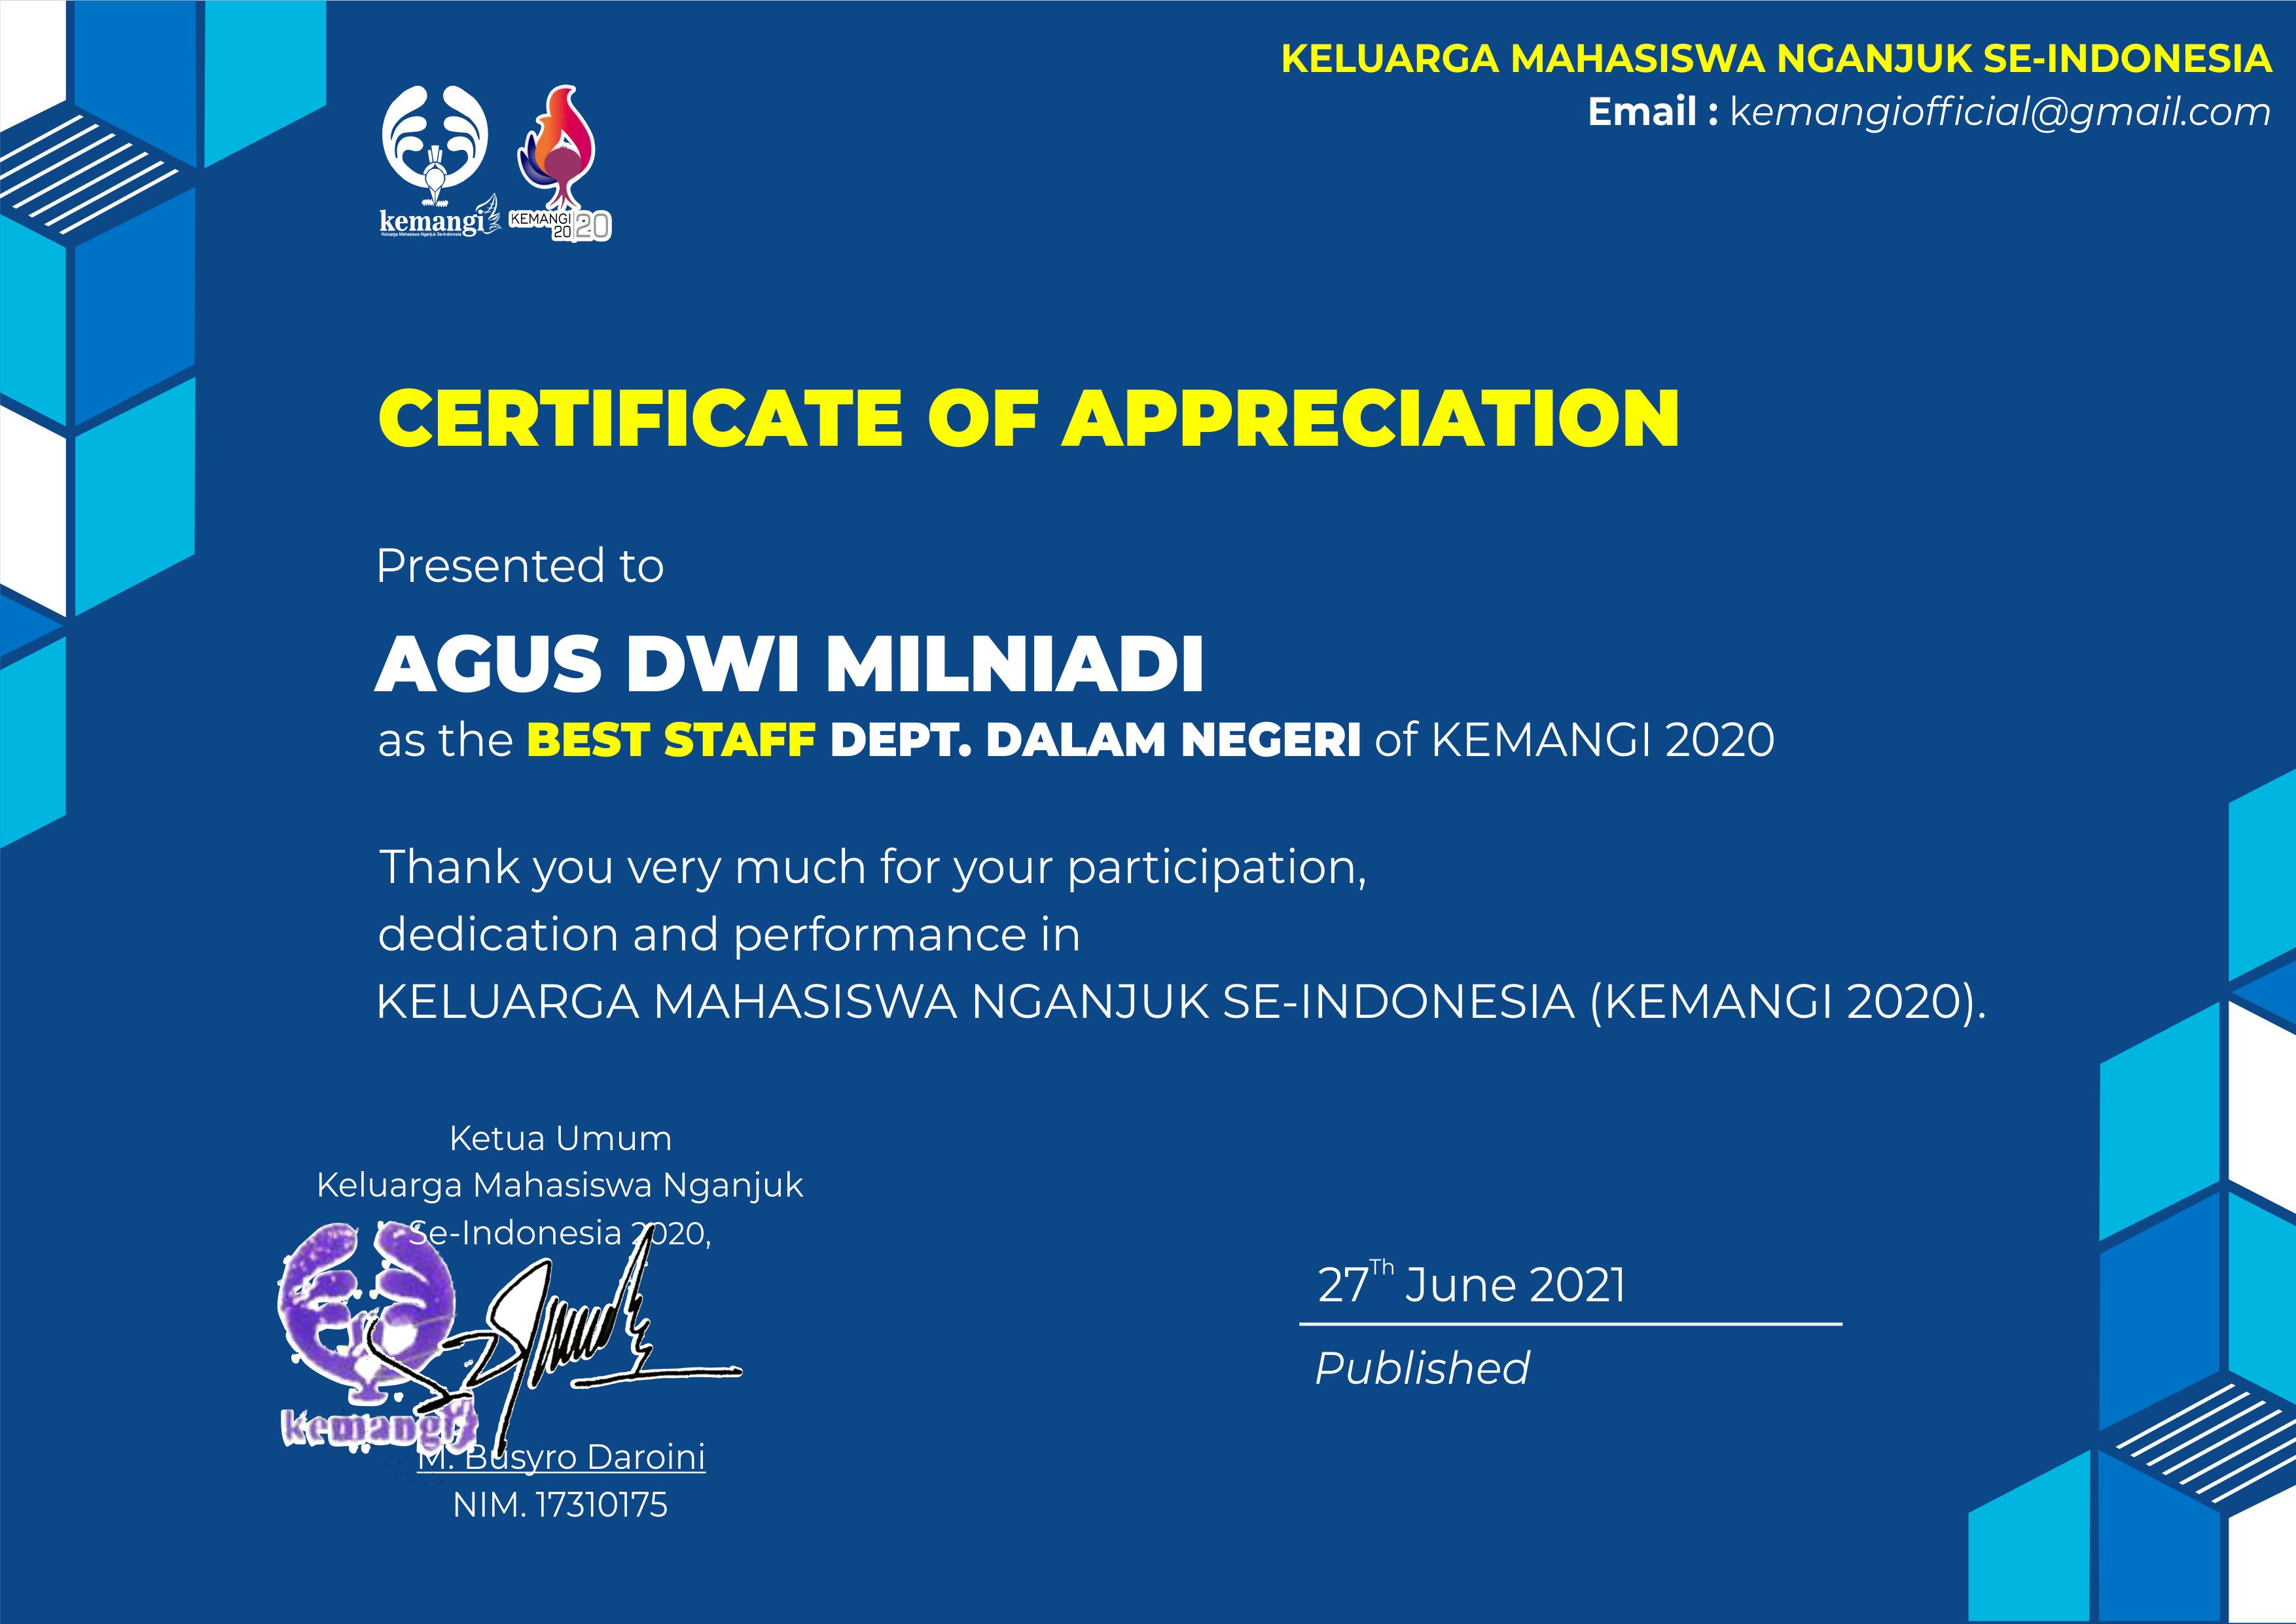 KELUARGA MAHASISWA NGANJUK SE-INDONESIA
Email : kemangiofficial@gmail.com
kemangi
Keluarga Mahasiswa Nganjuk Se-Indonesia
KEMANGI
20 20
CERTIFICATE OF APPRECIATION
Presented to
AGUS DWI MILNIADI
as the BEST STAFF DEPT. DALAM NEGERI of KEMANGI 2020
Thank you very much for your participation,
dedication and performance in
KELUARGA MAHASISWA NGANJUK SE-INDONESIA (KEMANGI 2020).
Ketua Umum
Keluarga Mahasiswa Nganjuk
Se-Indonesia 2020,
kemangi
M. Busyro Daroini
NIM. 17310175
27Th June 2021
Published